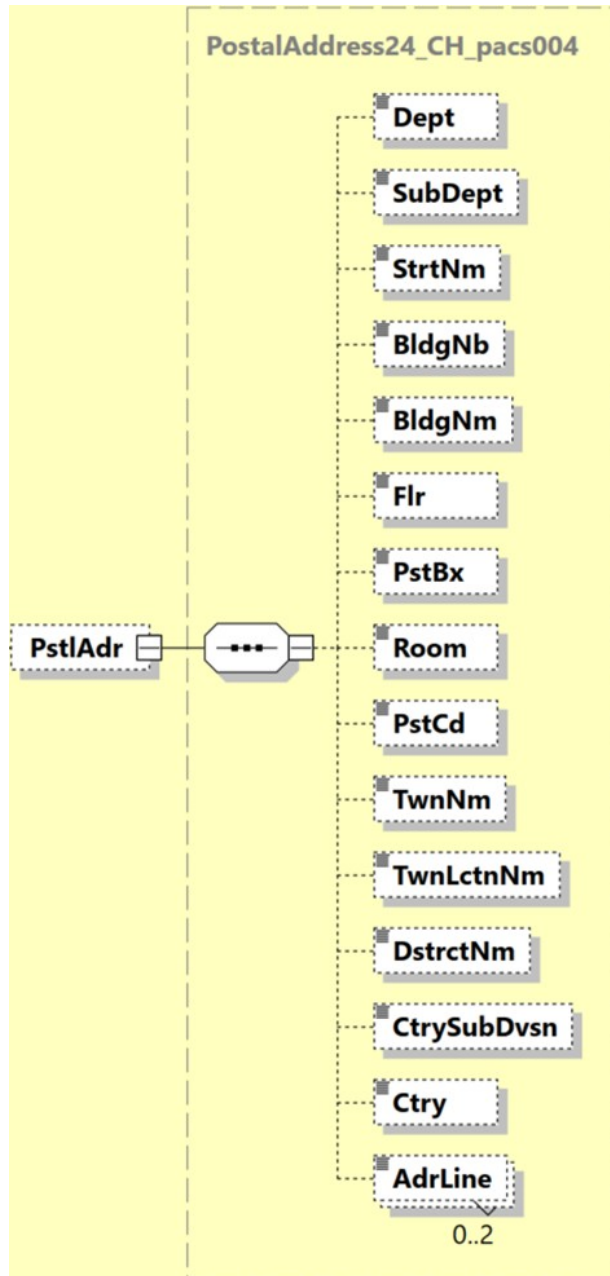 PostalAddress24_CH_pacs004
Dept
SubDept
StrtNm
BldgNb
BldgNm
Flr
PstBx
PstlAdr
Room
PstCd
TwnNm
TwnLctnNm
DstrctNm
CtrySubDvsn
Ctry
AdrLine
0..2